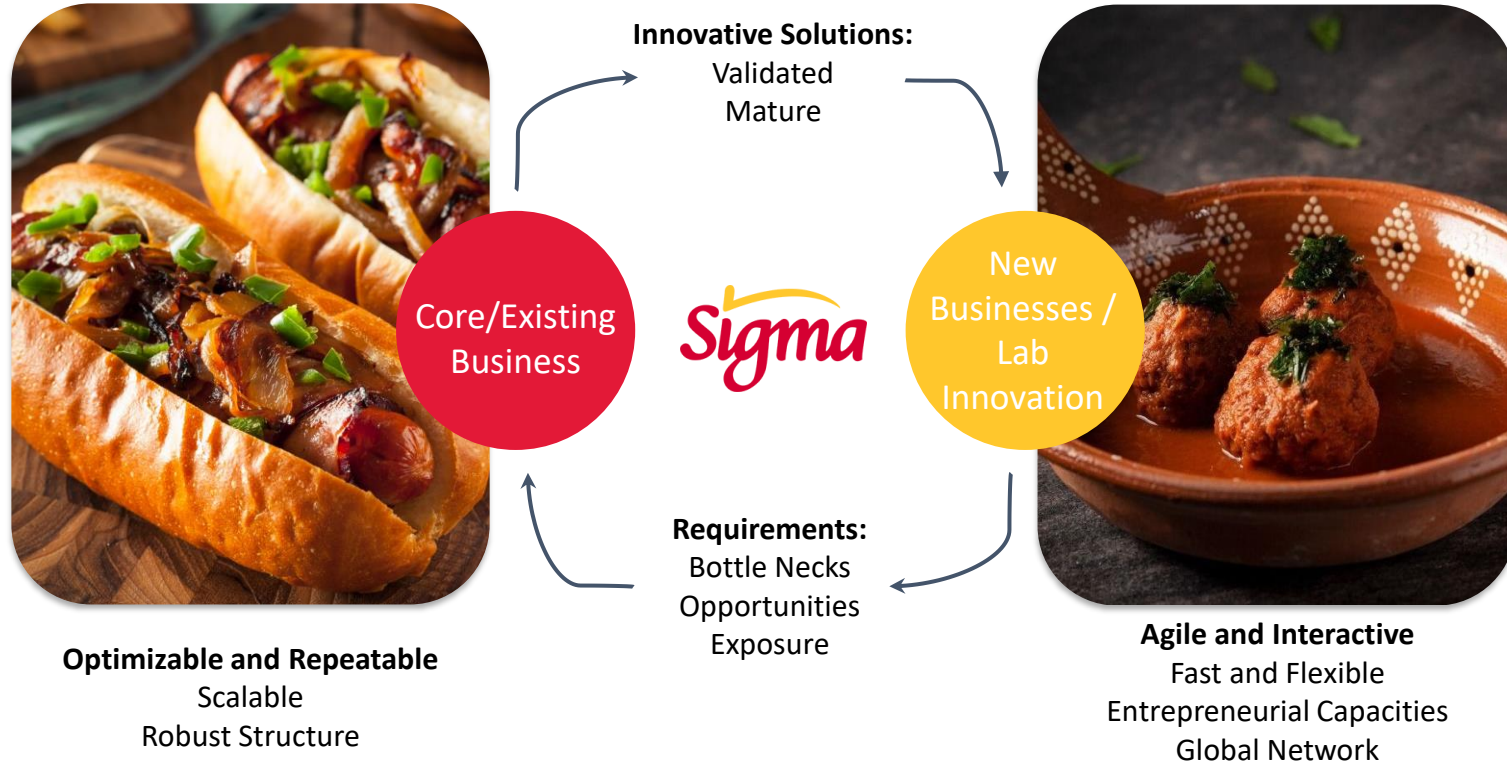 Innovative Solutions:
Validated
Mature
Core/Existing
Business
Sigma
New
Businesses /
Lab
Innovation
Requirements:
Bottle Necks
Opportunities
Exposure
Optimizable and Repeatable
Scalable
Robust Structure
Agile and Interactive
Fast and Flexible
Entrepreneurial Capacities
Global Network